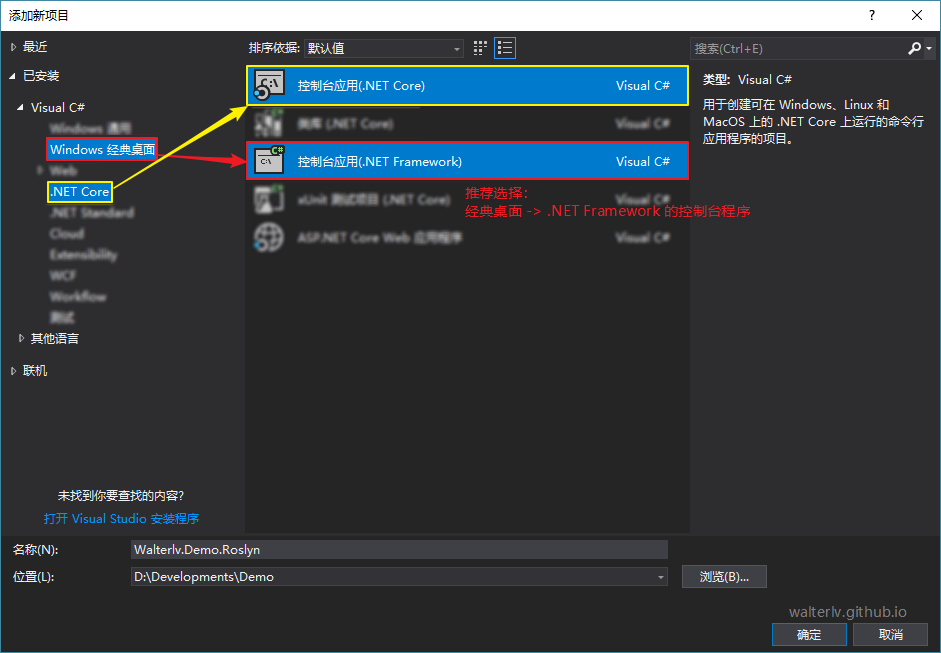 添加新项目
最近
排序依据: 默认值
搜索(Ctrl+E)
已安装
Visual C#
Windows 通用
Windows 经典桌面
Web
.NET Core
.NET Standard
Cloud
Extensibility
WCF
Workflow
测试
其他语言
联机
未找到你要查找的内容?
打开 Visual Studio 安装程序
控制台应用(.NET Core) Visual C#
类库 (.NET Core) Visual C#
控制台应用(.NET Framework) Visual C#
xUnit 测试项目 (.NET Core) Visual C#
ASP.NET Core Web 应用程序 Visual C#
推荐选择：
经典桌面 -> .NET Framework 的控制台程序
类型: Visual C#
用于创建可在 Windows、Linux 和
MacOS 上的 .NET Core 上运行的命令行
应用程序的项目。
名称(N): Walterlv.Demo.Roslyn
位置(L): D:\Developments\Demo
浏览(B)...
walterlv.github.io
确定 取消